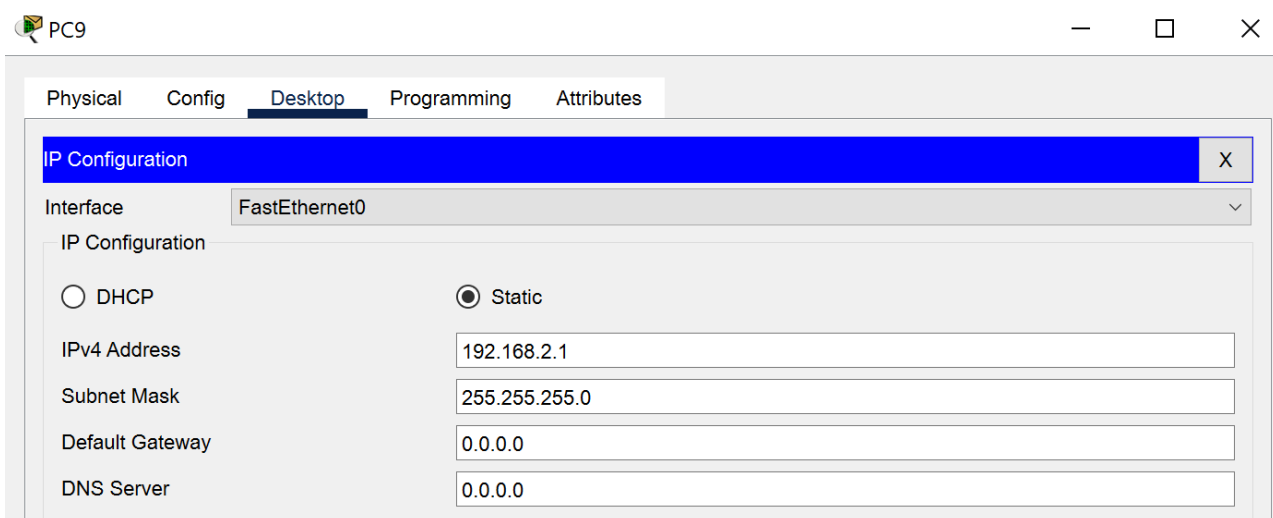 PC9
Physical Config Desktop Programming Attributes
IP Configuration X
Interface FastEthernet0
IP Configuration
DHCP Static
IPv4 Address 192.168.2.1
Subnet Mask 255.255.255.0
Default Gateway 0.0.0.0
DNS Server 0.0.0.0